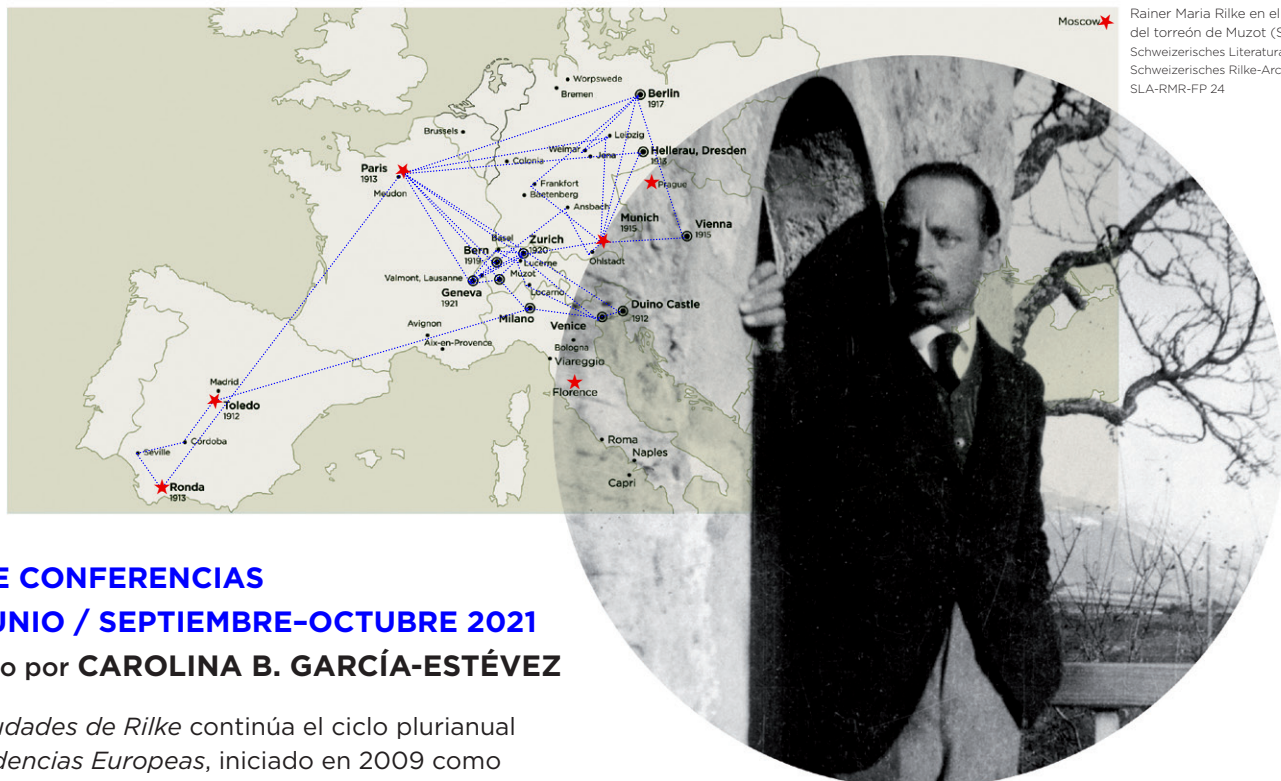 Moscow
Rainer Maria Rilke en el
del torreón de Muzot (S
Schweizerisches Literatura
Schweizerisches Rilke-Arc
SLA-RMR-FP 24
Worpswede
Bremen
Berlin
1917
Brussels
Leipzig
Weimar
Jena
Hellerau, Dresden
1913
Colonia
Paris
1913
Meudon
Frankfort
Prague
Ansbach
Munich
1915
Vienna
1915
Ohlstadt
Basel
Zurich
1920
Bern
1919
Lucerne
Valmont, Lausanne
Muzot
Geneva
1921
Locarno
Milano
Duino Castle
1912
Venice
Avignon
Aix-en-Provence
Bologna
Viareggio
Florence
Madrid
Toledo
1912
Córdoba
Séville
Ronda
1913
Roma
Naples
Capri
E CONFERENCIAS
UNIO / SEPTIEMBRE–OCTUBRE 2021
o por CAROLINA B. GARCÍA-ESTÉVEZ
udades de Rilke continúa el ciclo plurianual
dencias Europeas, iniciado en 2009 como